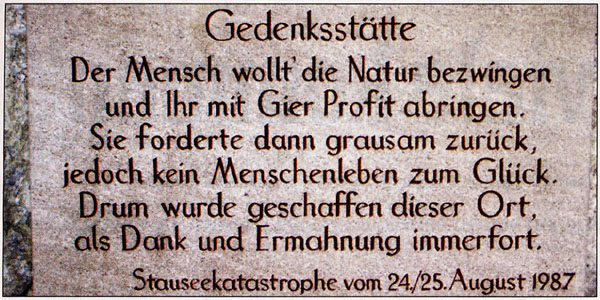 Gedenksstätte
Der Mensch wollt' die Natur bezwingen
und Ihr mit Gier Profit abringen.
Sie forderte dann grausam zurück,
jedoch kein Menschenleben zum Glück.
Drum wurde geschaffen dieser Ort,
als Dank und Ermahnung immerfort.
Stauseekatastrophe vom 24./25. August 1987